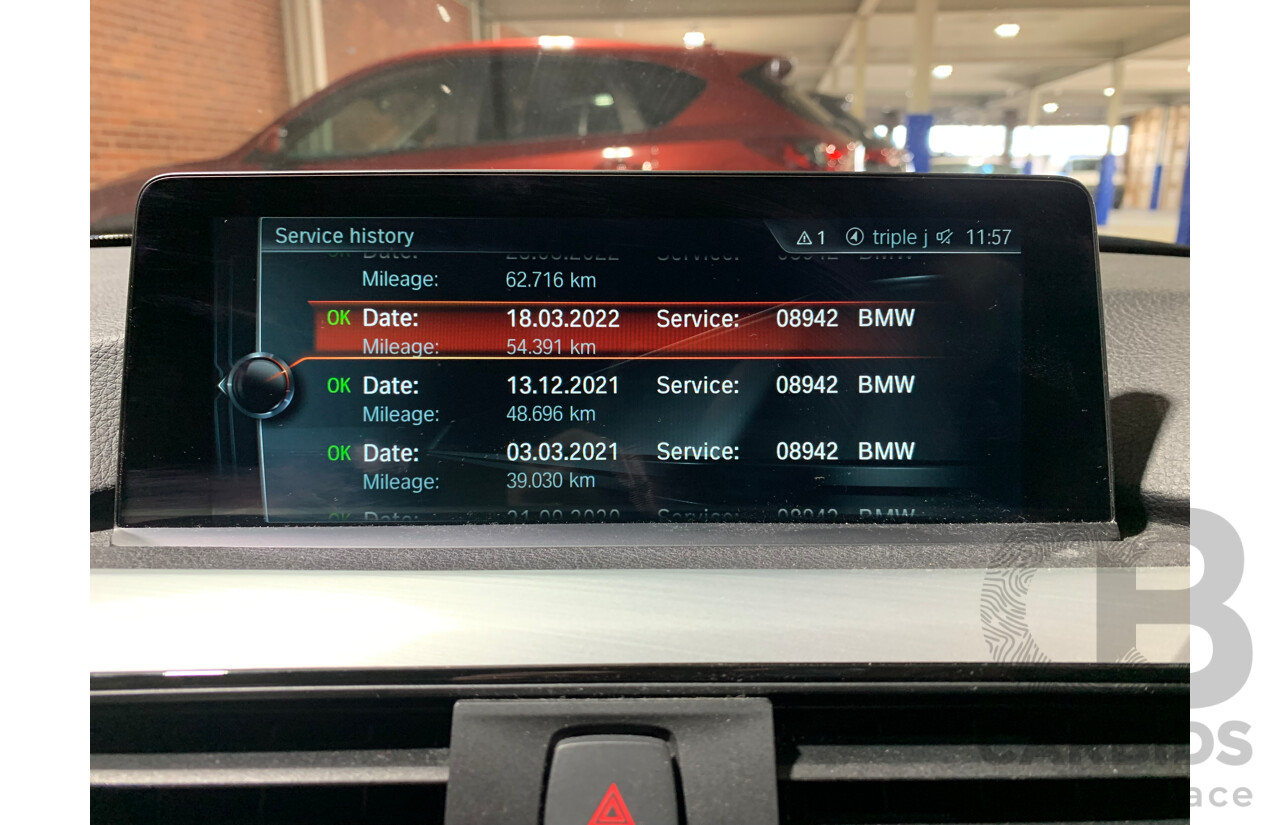 Service history
1 triple j 11:57
Mileage: 62.716 km
OK Date: 18.03.2022 Service: 08942 BMW
Mileage: 54.391 km
OK Date: 13.12.2021 Service: 08942 BMW
Mileage: 48.696 km
OK Date: 03.03.2021 Service: 08942 BMW
Mileage: 39.030 km
CB